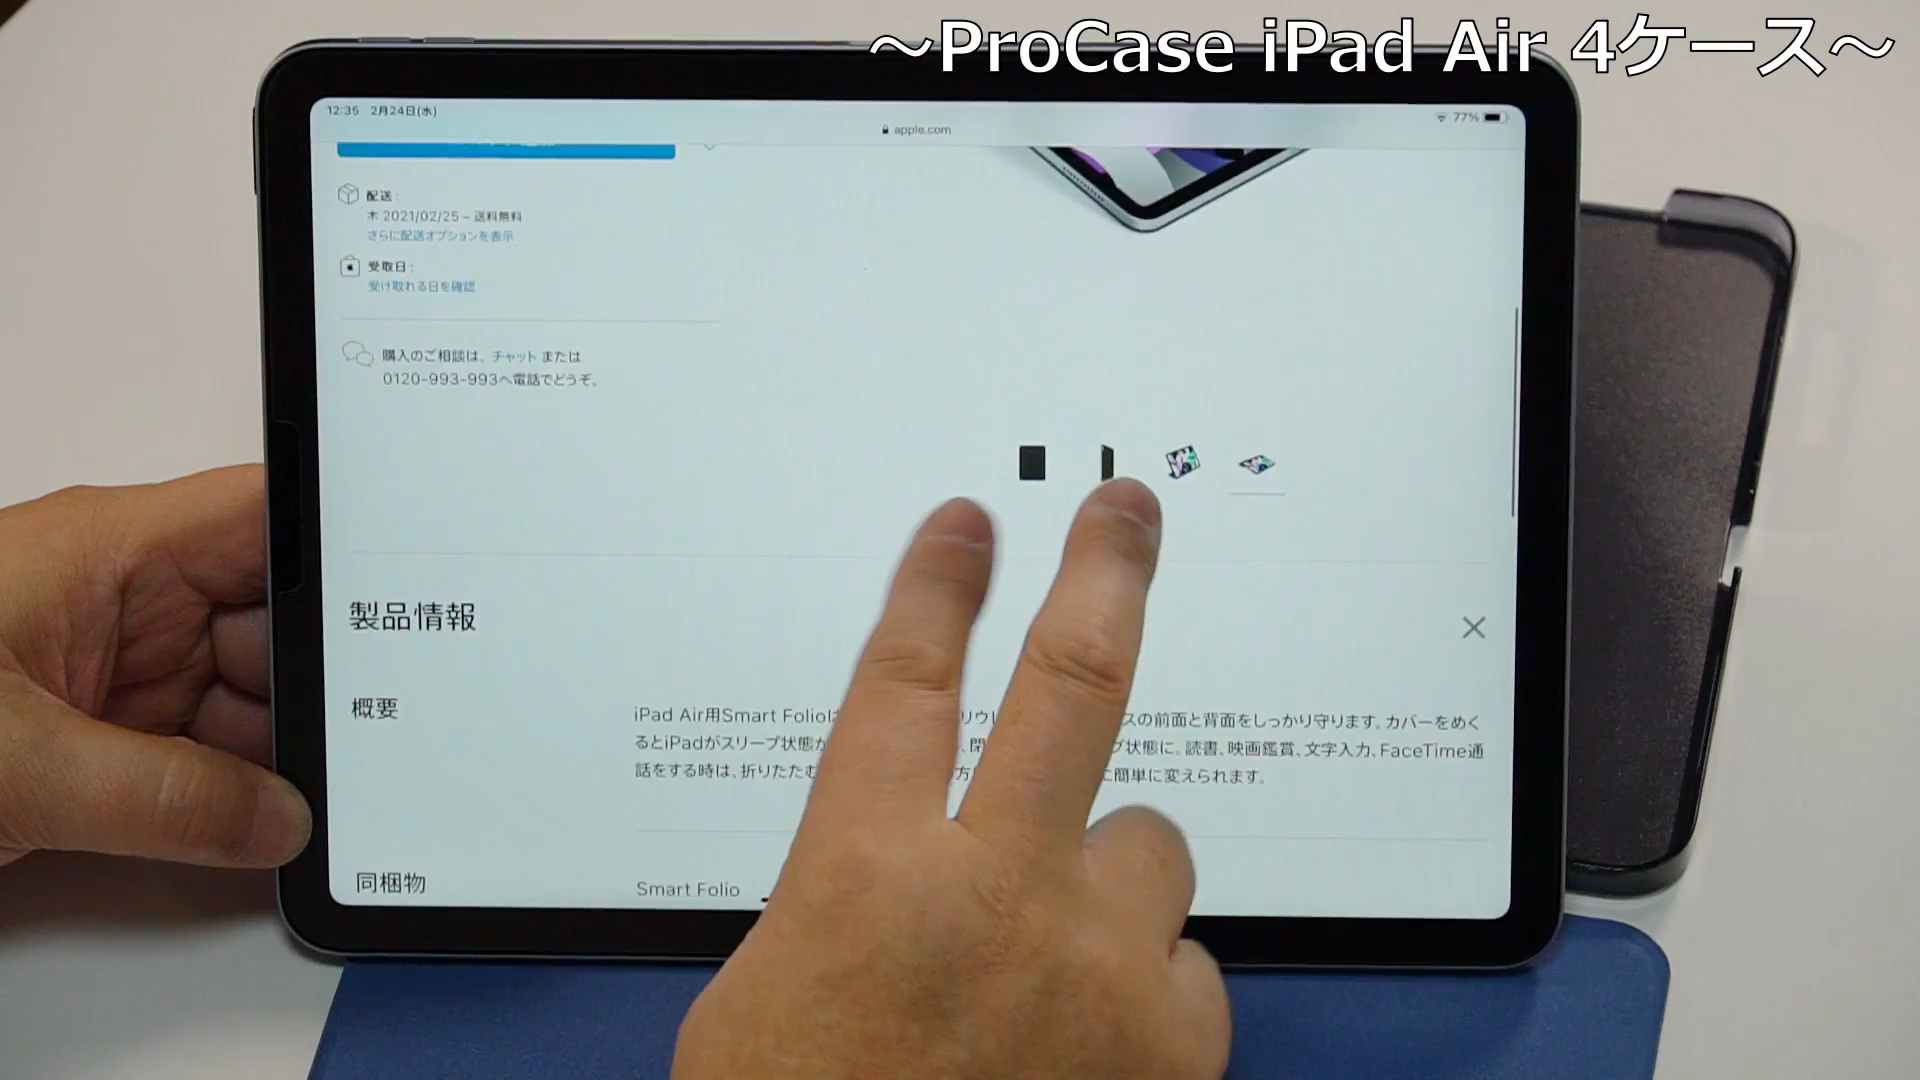 ～ProCase iPad Air 4ケース～
12:35 2月24日(水)
77%
apple.com
配送:
木 2021/02/25 – 送料無料
さらに配送オプションを表示
受取日:
受け取れる日を確認
購入のご相談は、チャット または
0120-993-993へ電話でどうぞ。
製品情報
概要
iPad Air用Smart Folioは スの前面と背面をしっかり守ります。カバーをめく
るとiPadがスリープ状態か 、閉 プ状態に。読書、映画鑑賞、文字入力、FaceTime通
話をする時は、折りたたむ 方 に簡単に変えられます。
同梱物
Smart Folio